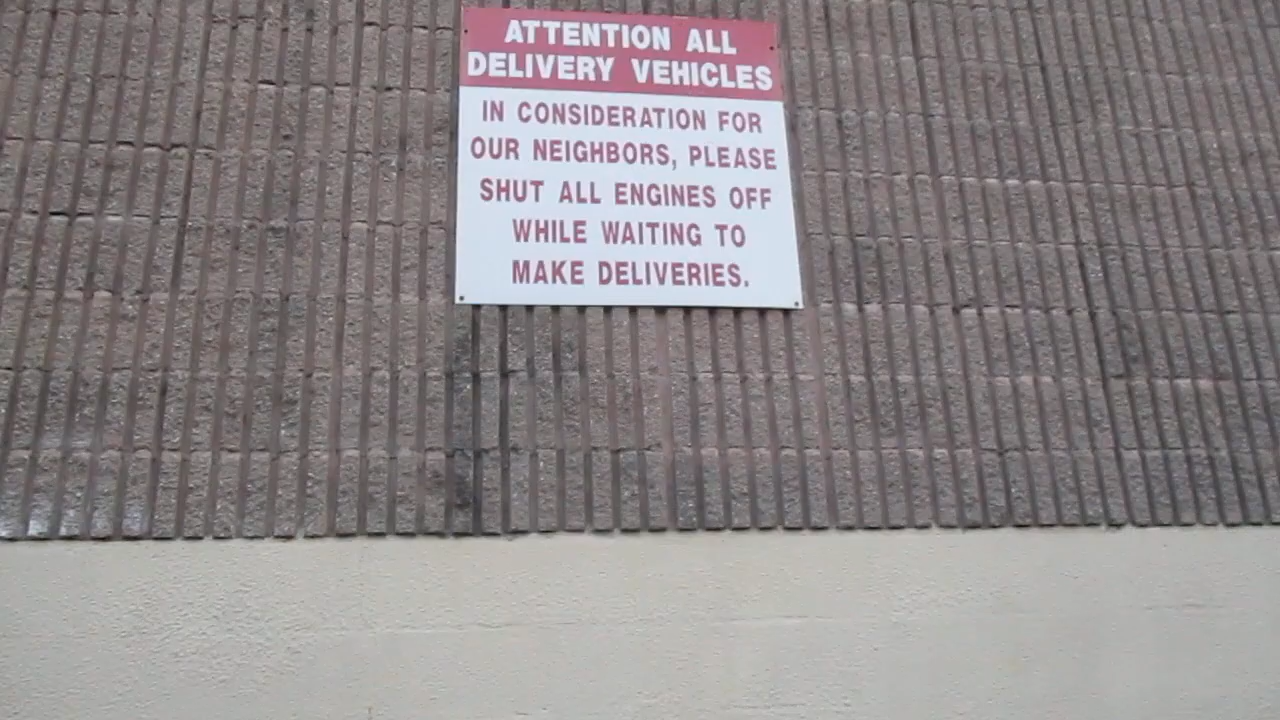 ATTENTION ALL
DELIVERY VEHICLES
IN CONSIDERATION FOR
OUR NEIGHBORS, PLEASE
SHUT ALL ENGINES OFF
WHILE WAITING TO
MAKE DELIVERIES.